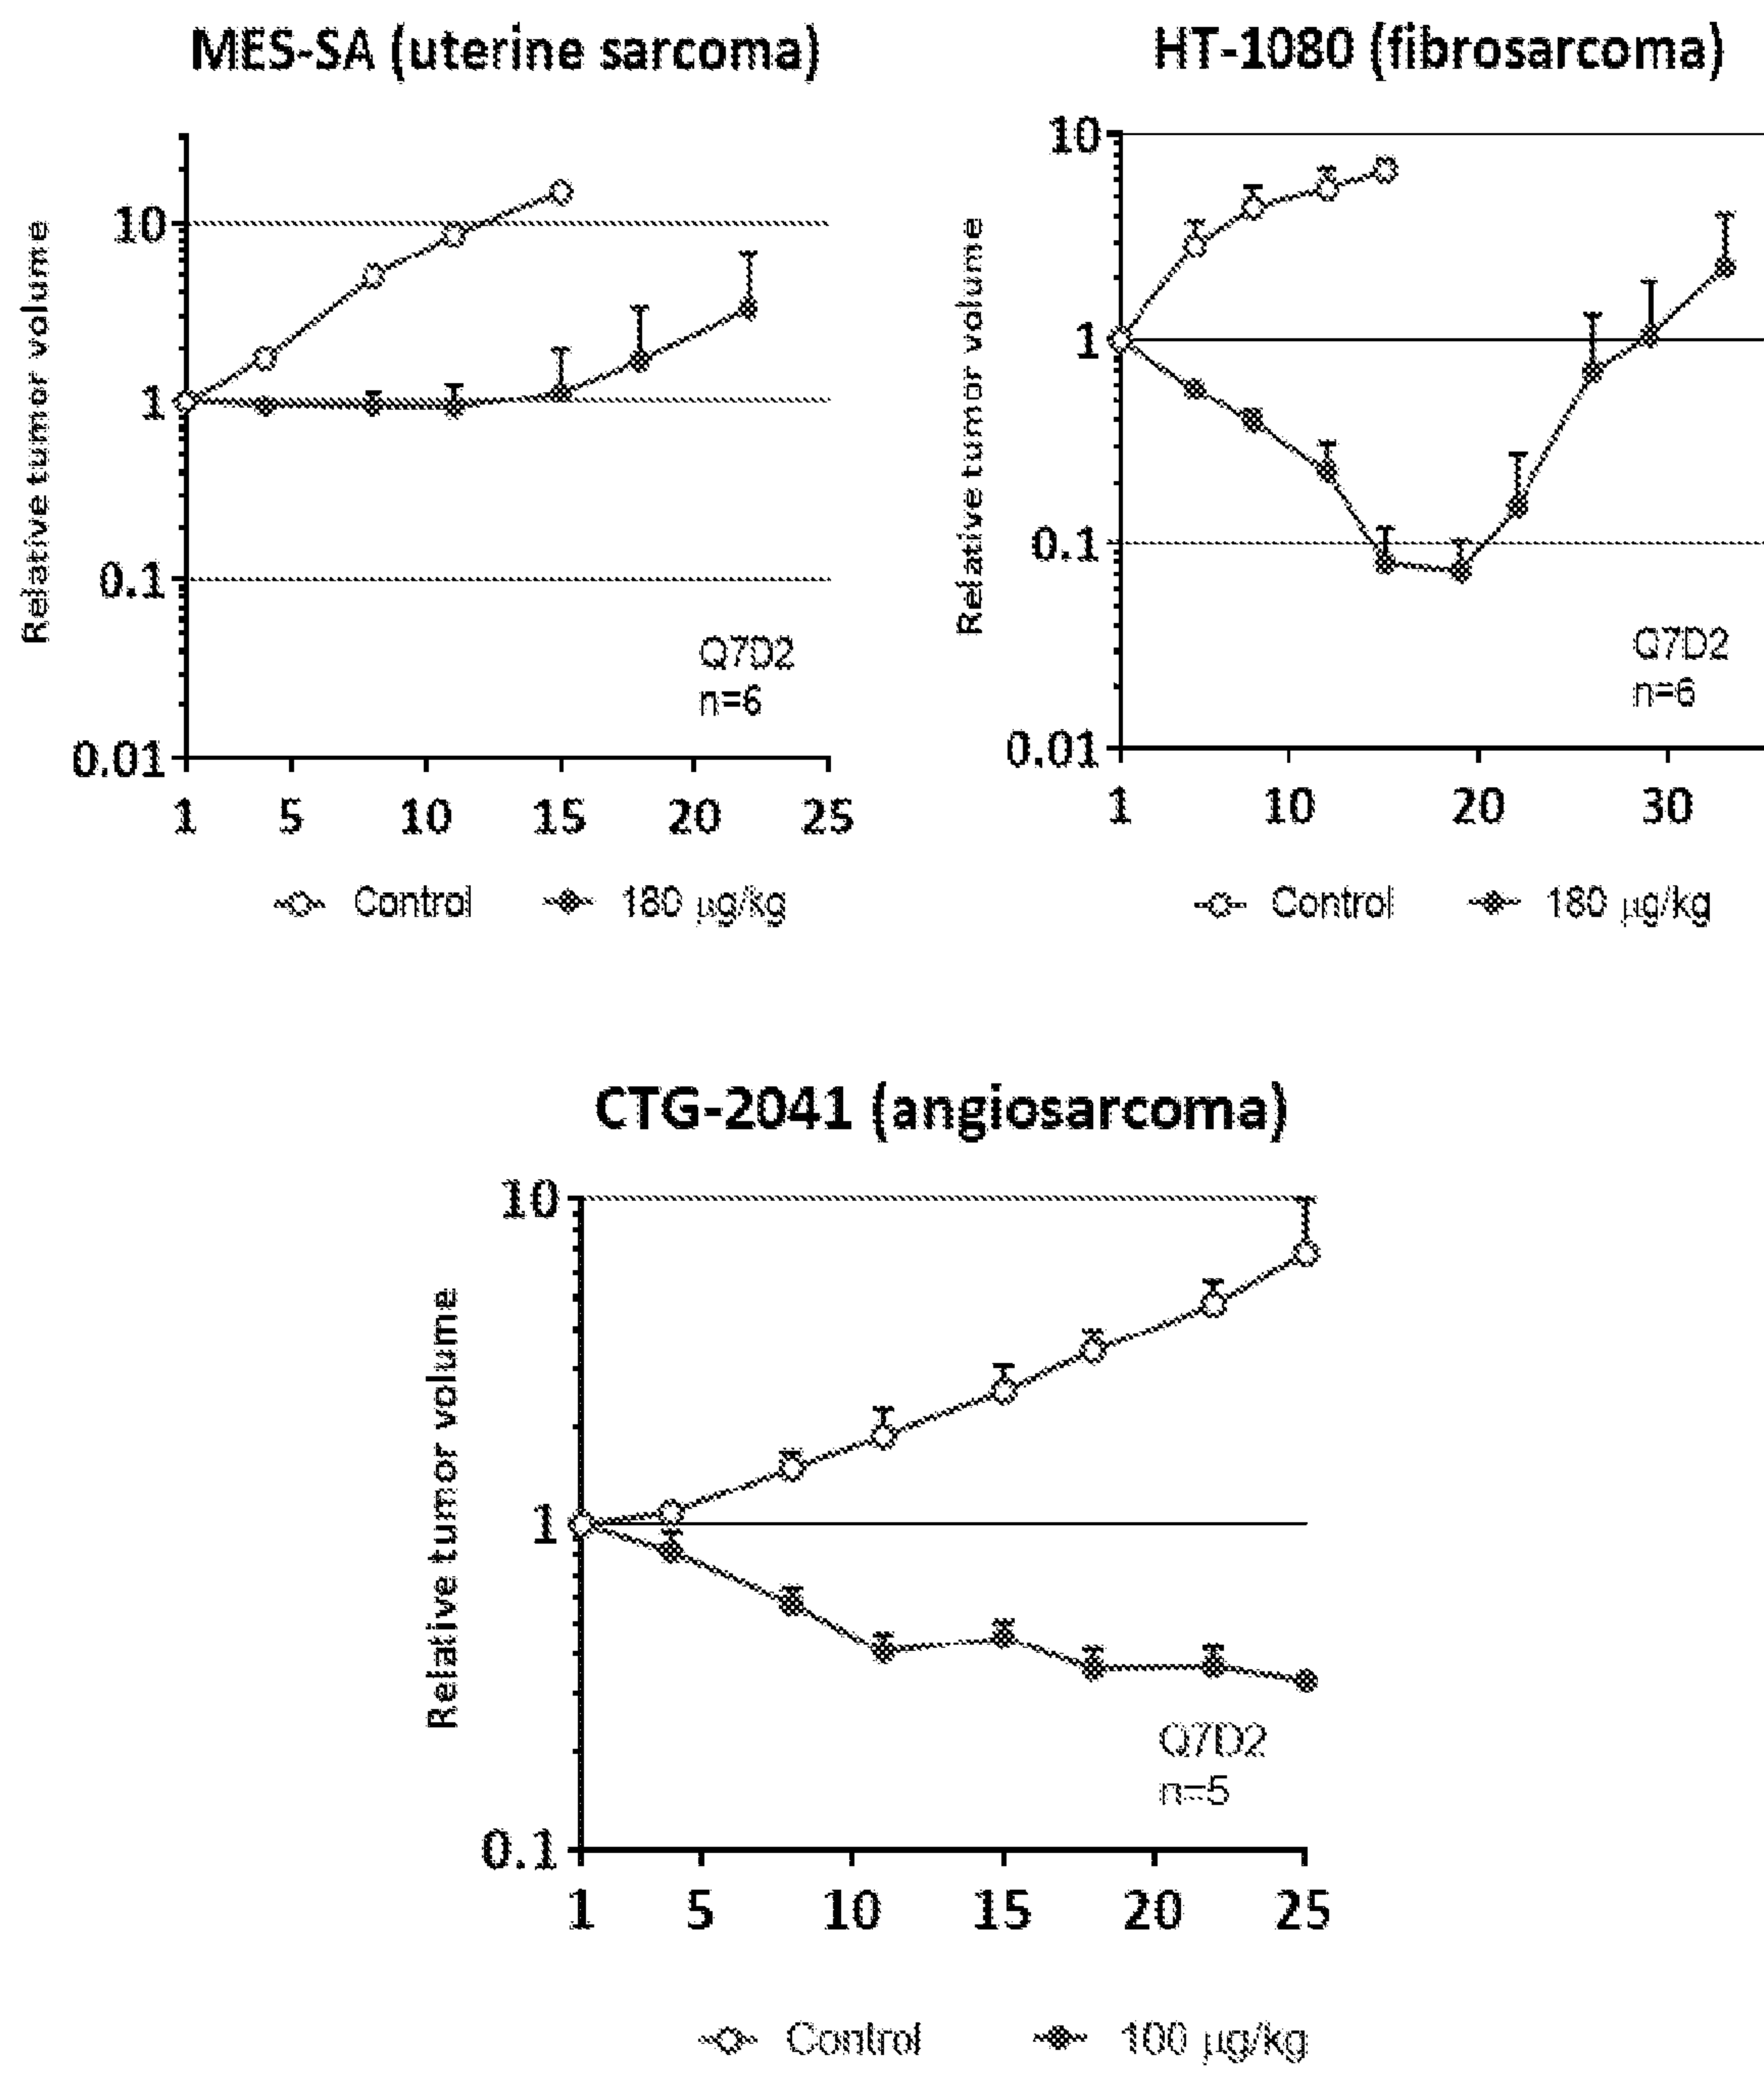 MES-SA (uterine sarcoma)
Relative tumor volume
10
1
0.1
0.01
Q7D2
n=6
1 5 10 15 20 25
Control 180 µg/kg
HT-1080 (fibrosarcoma)
Relative tumor volume
10
1
0.1
0.01
Q7D2
n=6
1 10 20 30
Control 180 µg/kg
CTG-2041 (angiosarcoma)
Relative tumor volume
10
1
0.1
Q7D2
n=5
1 5 10 15 20 25
Control 100 µg/kg